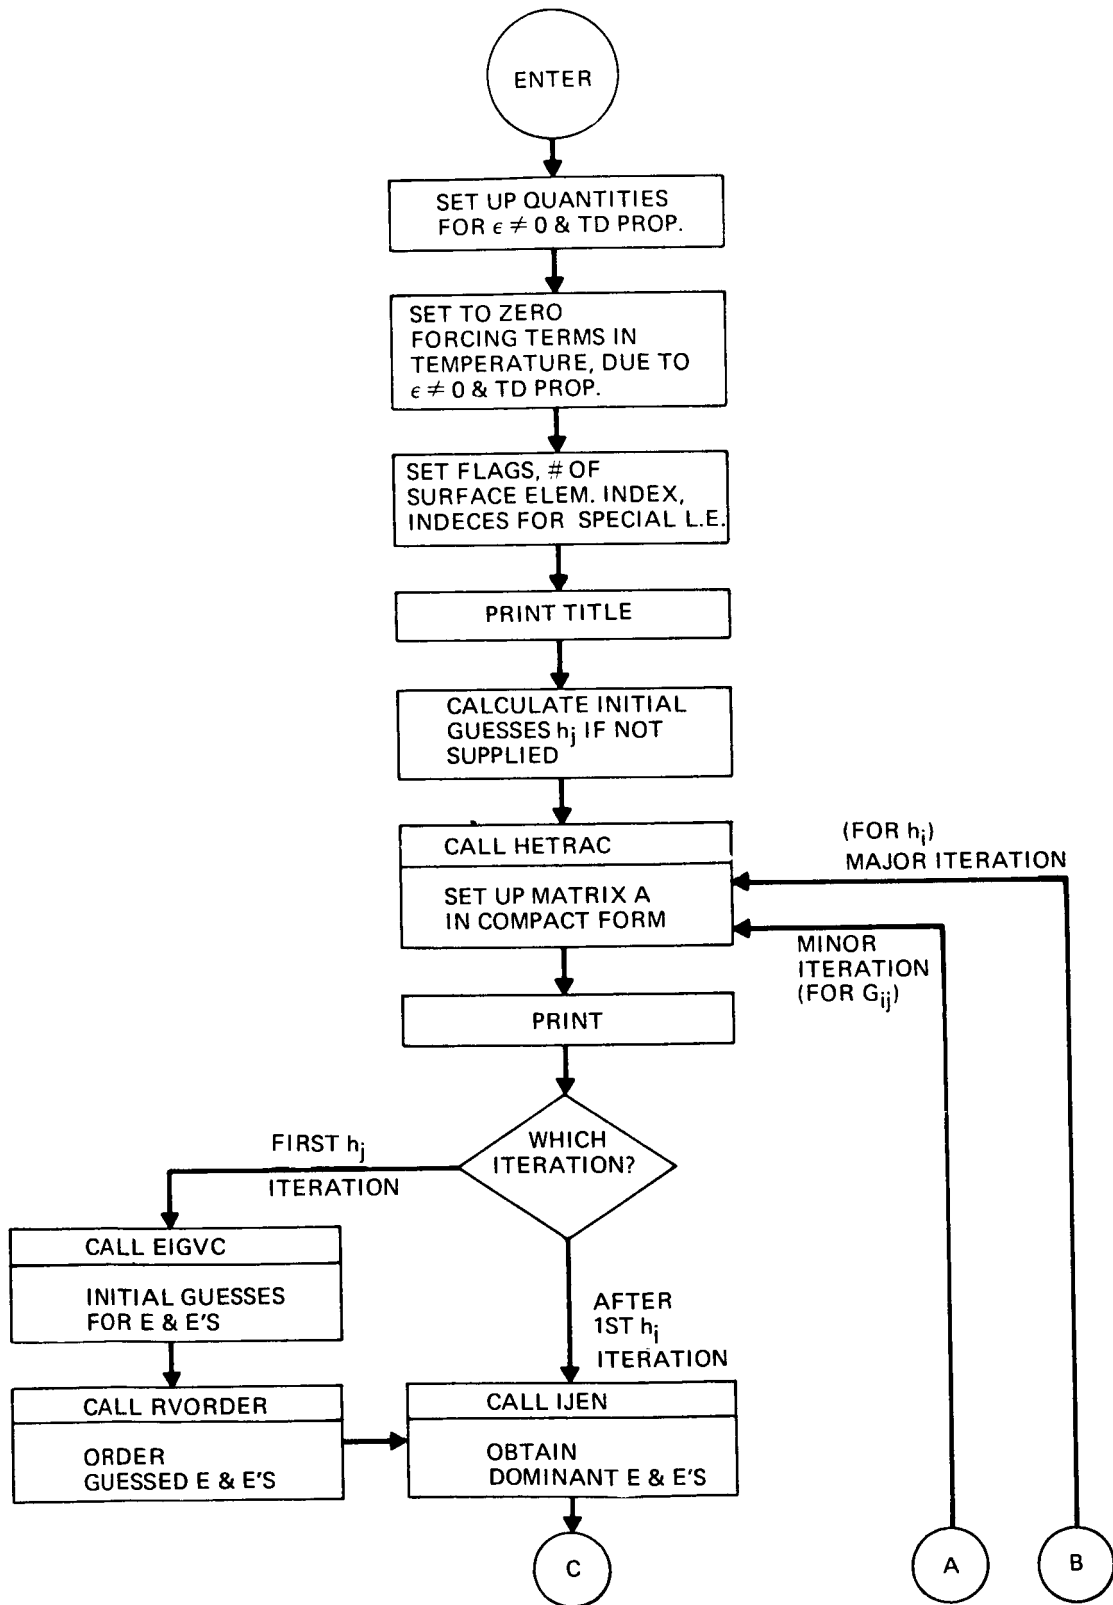 ENTER
SET UP QUANTITIES
FOR ϵ ≠ 0 & TD PROP.
SET TO ZERO
FORCING TERMS IN
TEMPERATURE, DUE TO
ϵ ≠ 0 & TD PROP.
SET FLAGS, # OF
SURFACE ELEM. INDEX,
INDECES FOR SPECIAL L.E.
PRINT TITLE
CALCULATE INITIAL
GUESSES hj IF NOT
SUPPLIED
CALL HETRAC
SET UP MATRIX A
IN COMPACT FORM
(FOR hi)
MAJOR ITERATION
MINOR
ITERATION
(FOR Gij)
PRINT
WHICH
ITERATION?
FIRST hj
ITERATION
CALL EIGVC
INITIAL GUESSES
FOR E & E'S
AFTER
1ST hi
ITERATION
CALL RVORDER
ORDER
GUESSED E & E'S
CALL IJEN
OBTAIN
DOMINANT E & E'S
C
A
B